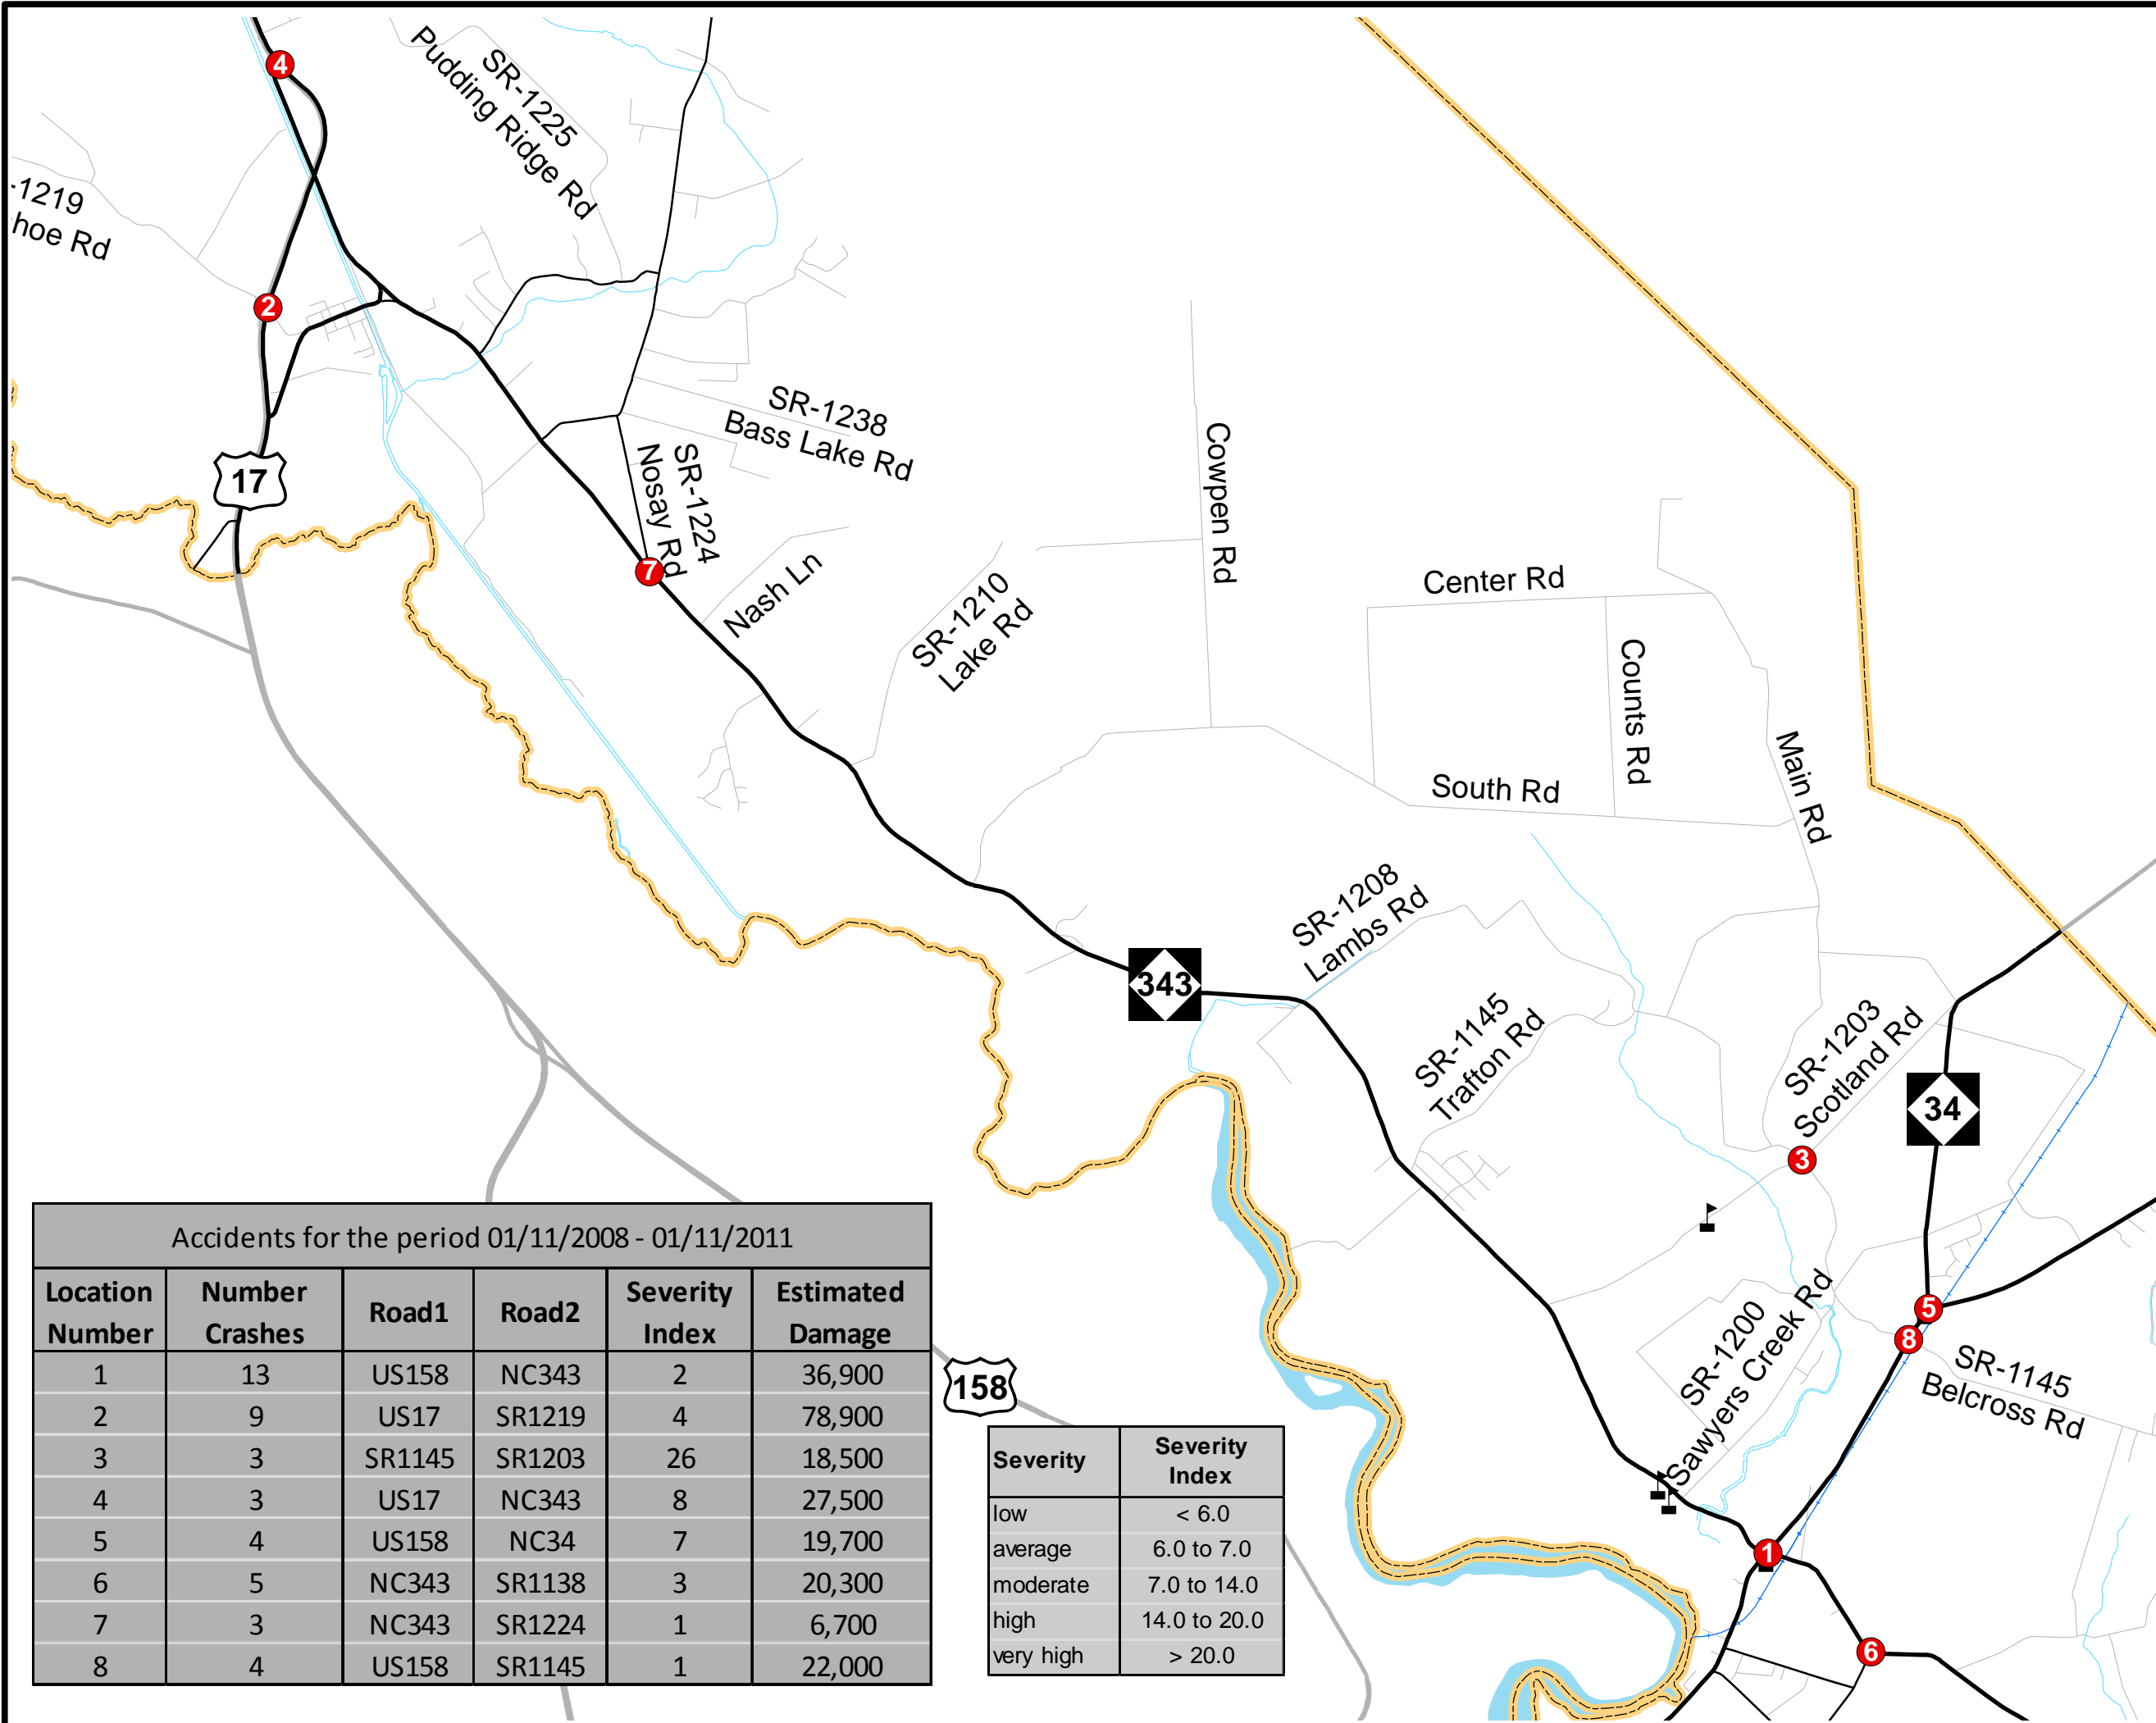 4
SR-1225
Pudding Ridge Rd
-1219
hoe Rd
2
SR-1238
Bass Lake Rd
17
SR-1224
Nosay Rd
7
Nash Ln
SR-1210
Lake Rd
Cowpen Rd
Center Rd
Counts Rd
South Rd
Main Rd
SR-1208
Lambs Rd
343
SR-1145
Trafton Rd
SR-1203
Scotland Rd
34
3
5
8
SR-1200
Sawyers Creek Rd
SR-1145
Belcross Rd
158
1
6
Accidents for the period 01/11/2008 - 01/11/2011
Location Number Number Crashes Road1 Road2 Severity Index Estimated Damage
1 13 US158 NC343 2 36,900
2 9 US17 SR1219 4 78,900
3 3 SR1145 SR1203 26 18,500
4 3 US17 NC343 8 27,500
5 4 US158 NC34 7 19,700
6 5 NC343 SR1138 3 20,300
7 3 NC343 SR1224 1 6,700
8 4 US158 SR1145 1 22,000
Severity Severity Index
low < 6.0
average 6.0 to 7.0
moderate 7.0 to 14.0
high 14.0 to 20.0
very high > 20.0